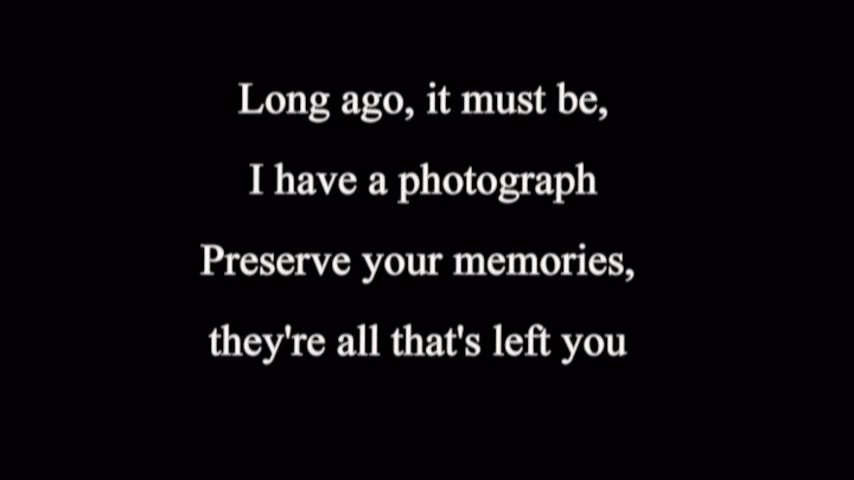 Long ago, it must be,
I have a photograph
Preserve your memories,
they're all that's left you